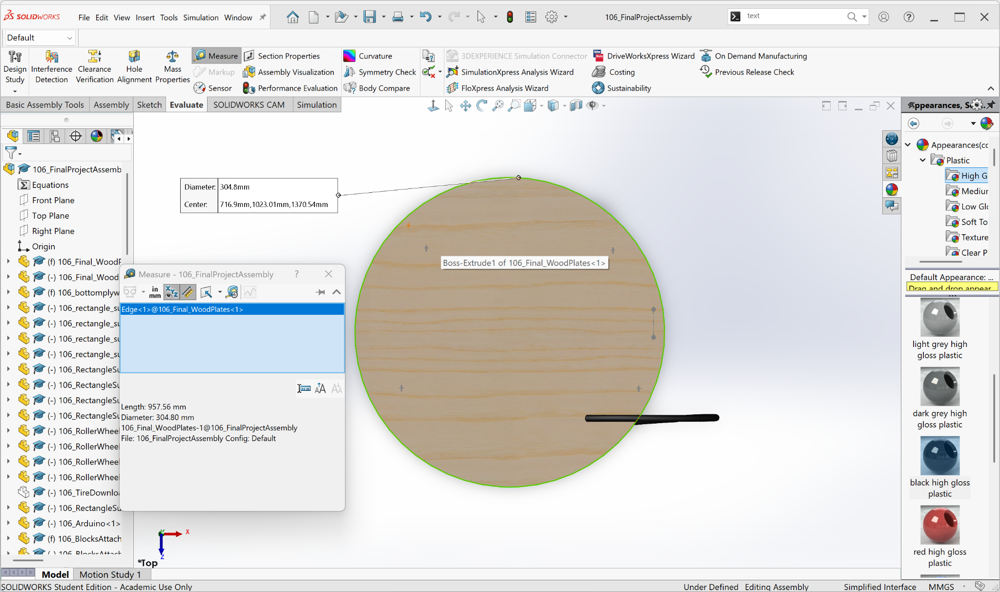 SOLIDWORKS File Edit View Insert Tools Simulation Window 106_FinalProjectAssembly text
Default
Design Study
Interference Detection
Clearance Verification
Hole Alignment
Mass Properties
Measure
Markup
Sensor
Section Properties
Assembly Visualization
Performance Evaluation
Curvature
Symmetry Check
Body Compare
3DEXPERIENCE Simulation Connector
SimulationXpress Analysis Wizard
FloXpress Analysis Wizard
DriveWorksXpress Wizard
Costing
Sustainability
On Demand Manufacturing
Previous Release Check
Basic Assembly Tools Assembly Sketch Evaluate SOLIDWORKS CAM Simulation
106_FinalProjectAssemb
Equations
Front Plane
Top Plane
Right Plane
Origin
(f) 106_Final_WoodP
(-) 106_Final_Wood
(f) 106_bottomplyw
(-) 106_rectangle_su
(-) 106_rectangle_su
(-) 106_rectangle_su
(-) 106_rectangle_su
(-) 106_RectangleSu
(-) 106_RectangleSu
(-) 106_RectangleSu
(-) 106_RectangleSu
(-) 106_RollerWheel
(-) 106_RollerWheel
(-) 106_RollerWheel
(-) 106_RollerWheel
(-) 106_TireDownloa
(-) 106_RectangleSu
(-) 106_Arduino<1>
(f) 106_BlocksAttach
(-) 106_BlocksAttach
Diameter: 304.8mm
Center: 716.9mm,1023.01mm,1370.54mm
Boss-Extrude1 of 106_Final_WoodPlates<1>
Measure - 106_FinalProjectAssembly ?
in mm
XYZ
Edge<1>@106_Final_WoodPlates<1>
Length: 957.56 mm
Diameter: 304.80 mm
106_Final_WoodPlates-1@106_FinalProjectAssembly
File: 106_FinalProjectAssembly Config: Default
Y
X
Z
*Top
Appearances, Sc...
Appearances(co
Plastic
High G
Mediur
Low Glo
Soft To
Texture
Clear P
Default Appearance: ...
Drag and drop appear
light grey high gloss plastic
dark grey high gloss plastic
black high gloss plastic
red high gloss plastic
Model Motion Study 1
SOLIDWORKS Student Edition - Academic Use Only Under Defined Editing Assembly Simplified Interface MMGS